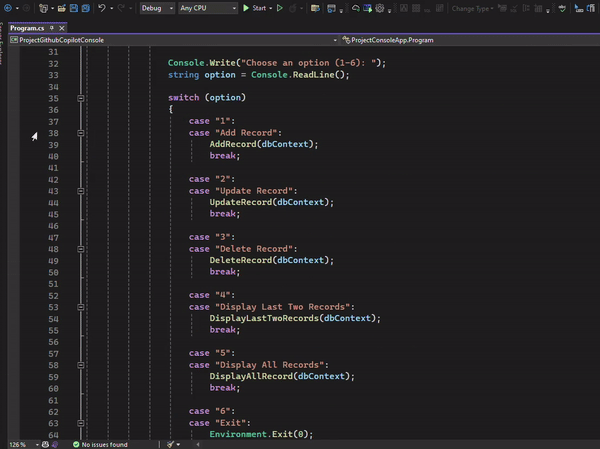 Debug Any CPU Start Change Type
Program.cs
ProjectGithubCopilotConsole ProjectConsoleApp.Program
31
32 Console.Write("Choose an option (1-6): ");
33 string option = Console.ReadLine();
34
35 switch (option)
36 {
37 case "1":
38 case "Add Record":
39 AddRecord(dbContext);
40 break;
41
42 case "2":
43 case "Update Record":
44 UpdateRecord(dbContext);
45 break;
46
47 case "3":
48 case "Delete Record":
49 DeleteRecord(dbContext);
50 break;
51
52 case "4":
53 case "Display Last Two Records":
54 DisplayLastTwoRecords(dbContext);
55 break;
56
57 case "5":
58 case "Display All Records":
59 DisplayAllRecord(dbContext);
60 break;
61
62 case "6":
63 case "Exit":
64 Environment.Exit(0);
126 % No issues found